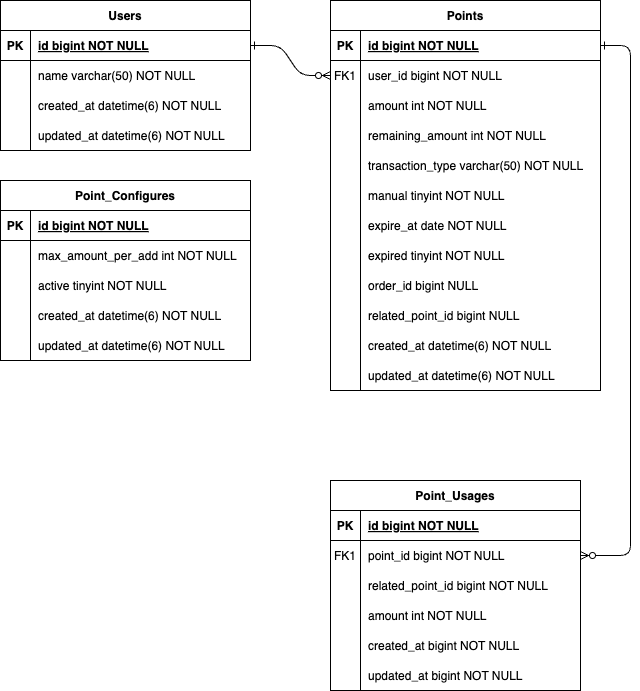 Users
PK id bigint NOT NULL
name varchar(50) NOT NULL
created_at datetime(6) NOT NULL
updated_at datetime(6) NOT NULL
Point_Configures
PK id bigint NOT NULL
max_amount_per_add int NOT NULL
active tinyint NOT NULL
created_at datetime(6) NOT NULL
updated_at datetime(6) NOT NULL
Points
PK id bigint NOT NULL
FK1 user_id bigint NOT NULL
amount int NOT NULL
remaining_amount int NOT NULL
transaction_type varchar(50) NOT NULL
manual tinyint NOT NULL
expire_at date NOT NULL
expired tinyint NOT NULL
order_id bigint NULL
related_point_id bigint NULL
created_at datetime(6) NOT NULL
updated_at datetime(6) NOT NULL
Point_Usages
PK id bigint NOT NULL
FK1 point_id bigint NOT NULL
related_point_id bigint NOT NULL
amount int NOT NULL
created_at bigint NOT NULL
updated_at bigint NOT NULL